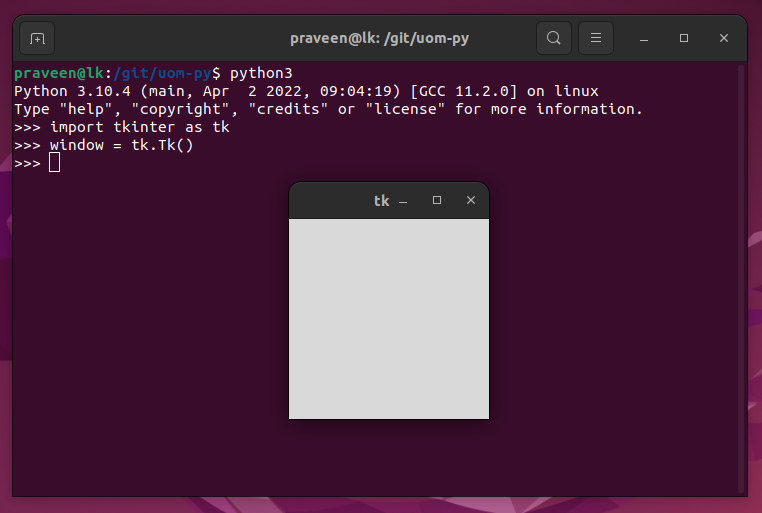 praveen@lk: /git/uom-py
praveen@lk:/git/uom-py$ python3
Python 3.10.4 (main, Apr  2 2022, 09:04:19) [GCC 11.2.0] on linux
Type "help", "copyright", "credits" or "license" for more information.
>>> import tkinter as tk
>>> window = tk.Tk()
>>>
tk